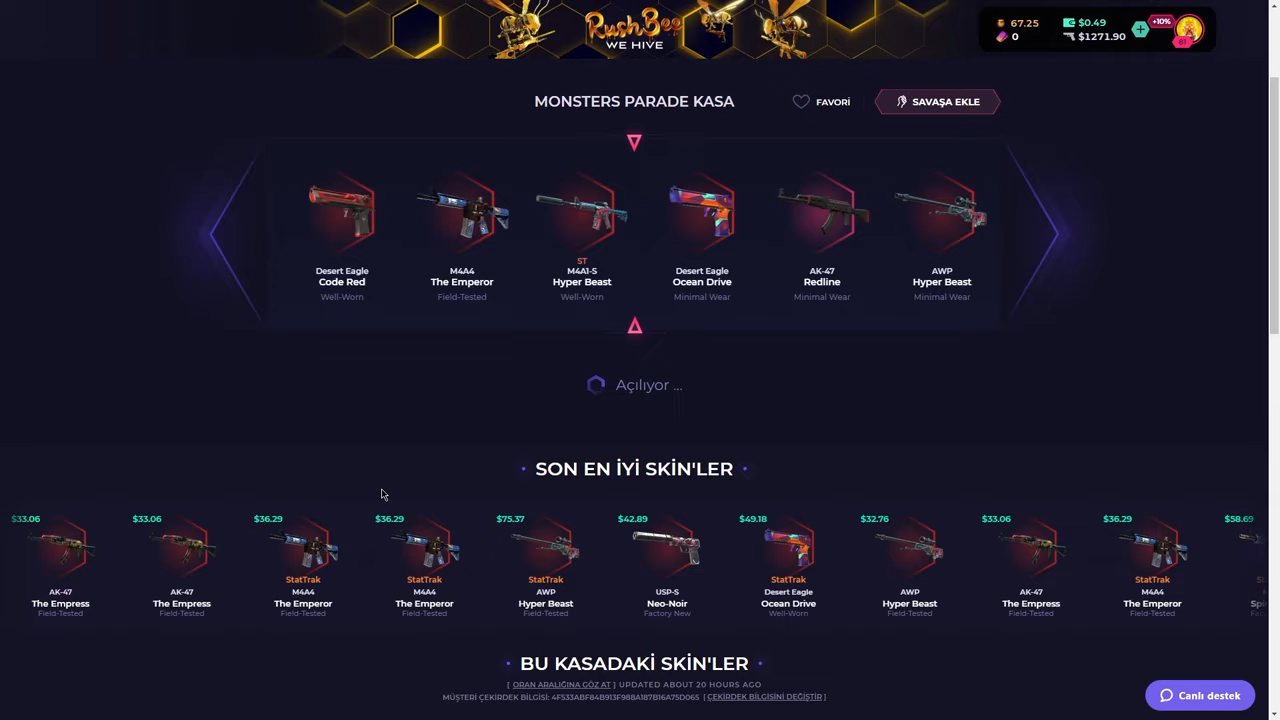 RushBee
WE HIVE
67.25
$0.49
+10%
0
$1271.90
81
MONSTERS PARADE KASA
FAVORİ
SAVAŞA EKLE
Desert Eagle
Code Red
Well-Worn
M4A4
The Emperor
Field-Tested
ST
M4A1-S
Hyper Beast
Well-Worn
Desert Eagle
Ocean Drive
Minimal Wear
AK-47
Redline
Minimal Wear
AWP
Hyper Beast
Minimal Wear
Açılıyor ...
SON EN İYİ SKİN'LER
$33.06
AK-47
The Empress
Field-Tested
$33.06
AK-47
The Empress
Field-Tested
$36.29
StatTrak
M4A4
The Emperor
Field-Tested
$36.29
StatTrak
M4A4
The Emperor
Field-Tested
$75.37
StatTrak
AWP
Hyper Beast
Field-Tested
$42.89
USP-S
Neo-Noir
Factory New
$49.18
StatTrak
Desert Eagle
Ocean Drive
Well-Worn
$32.76
AWP
Hyper Beast
Field-Tested
$33.06
AK-47
The Empress
Field-Tested
$36.29
StatTrak
M4A4
The Emperor
Field-Tested
$58.69
BU KASADAKİ SKİN'LER
[ ORAN ARALIĞINA GÖZ AT ] UPDATED ABOUT 20 HOURS AGO
MÜŞTERİ ÇEKİRDEK BİLGİSİ: 4F533ABF84B913F988A187B16A75D065 [ ÇEKİRDEK BİLGİSİNİ DEĞİŞTİR ]
Canlı destek